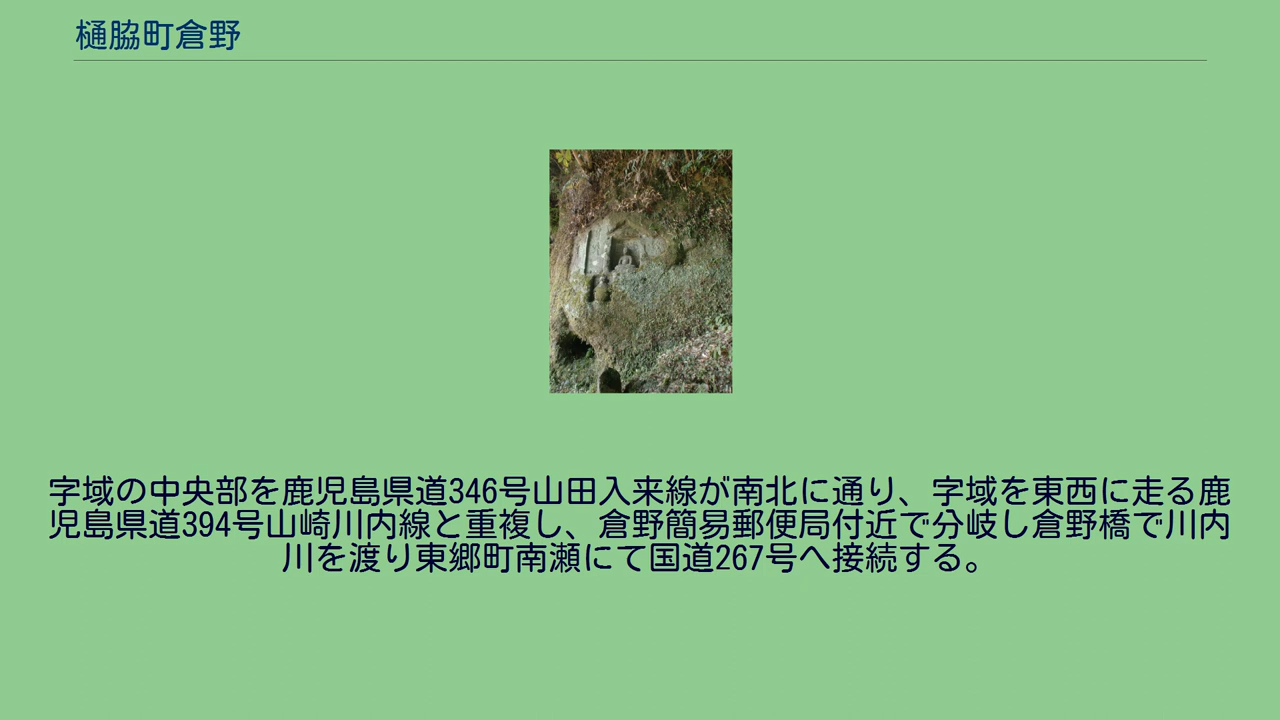 樋脇町倉野
字域の中央部を鹿児島県道346号山田入来線が南北に通り、字域を東西に走る鹿
児島県道394号山崎川内線と重複し、倉野簡易郵便局付近で分岐し倉野橋で川内
川を渡り東郷町南瀬にて国道267号へ接続する。